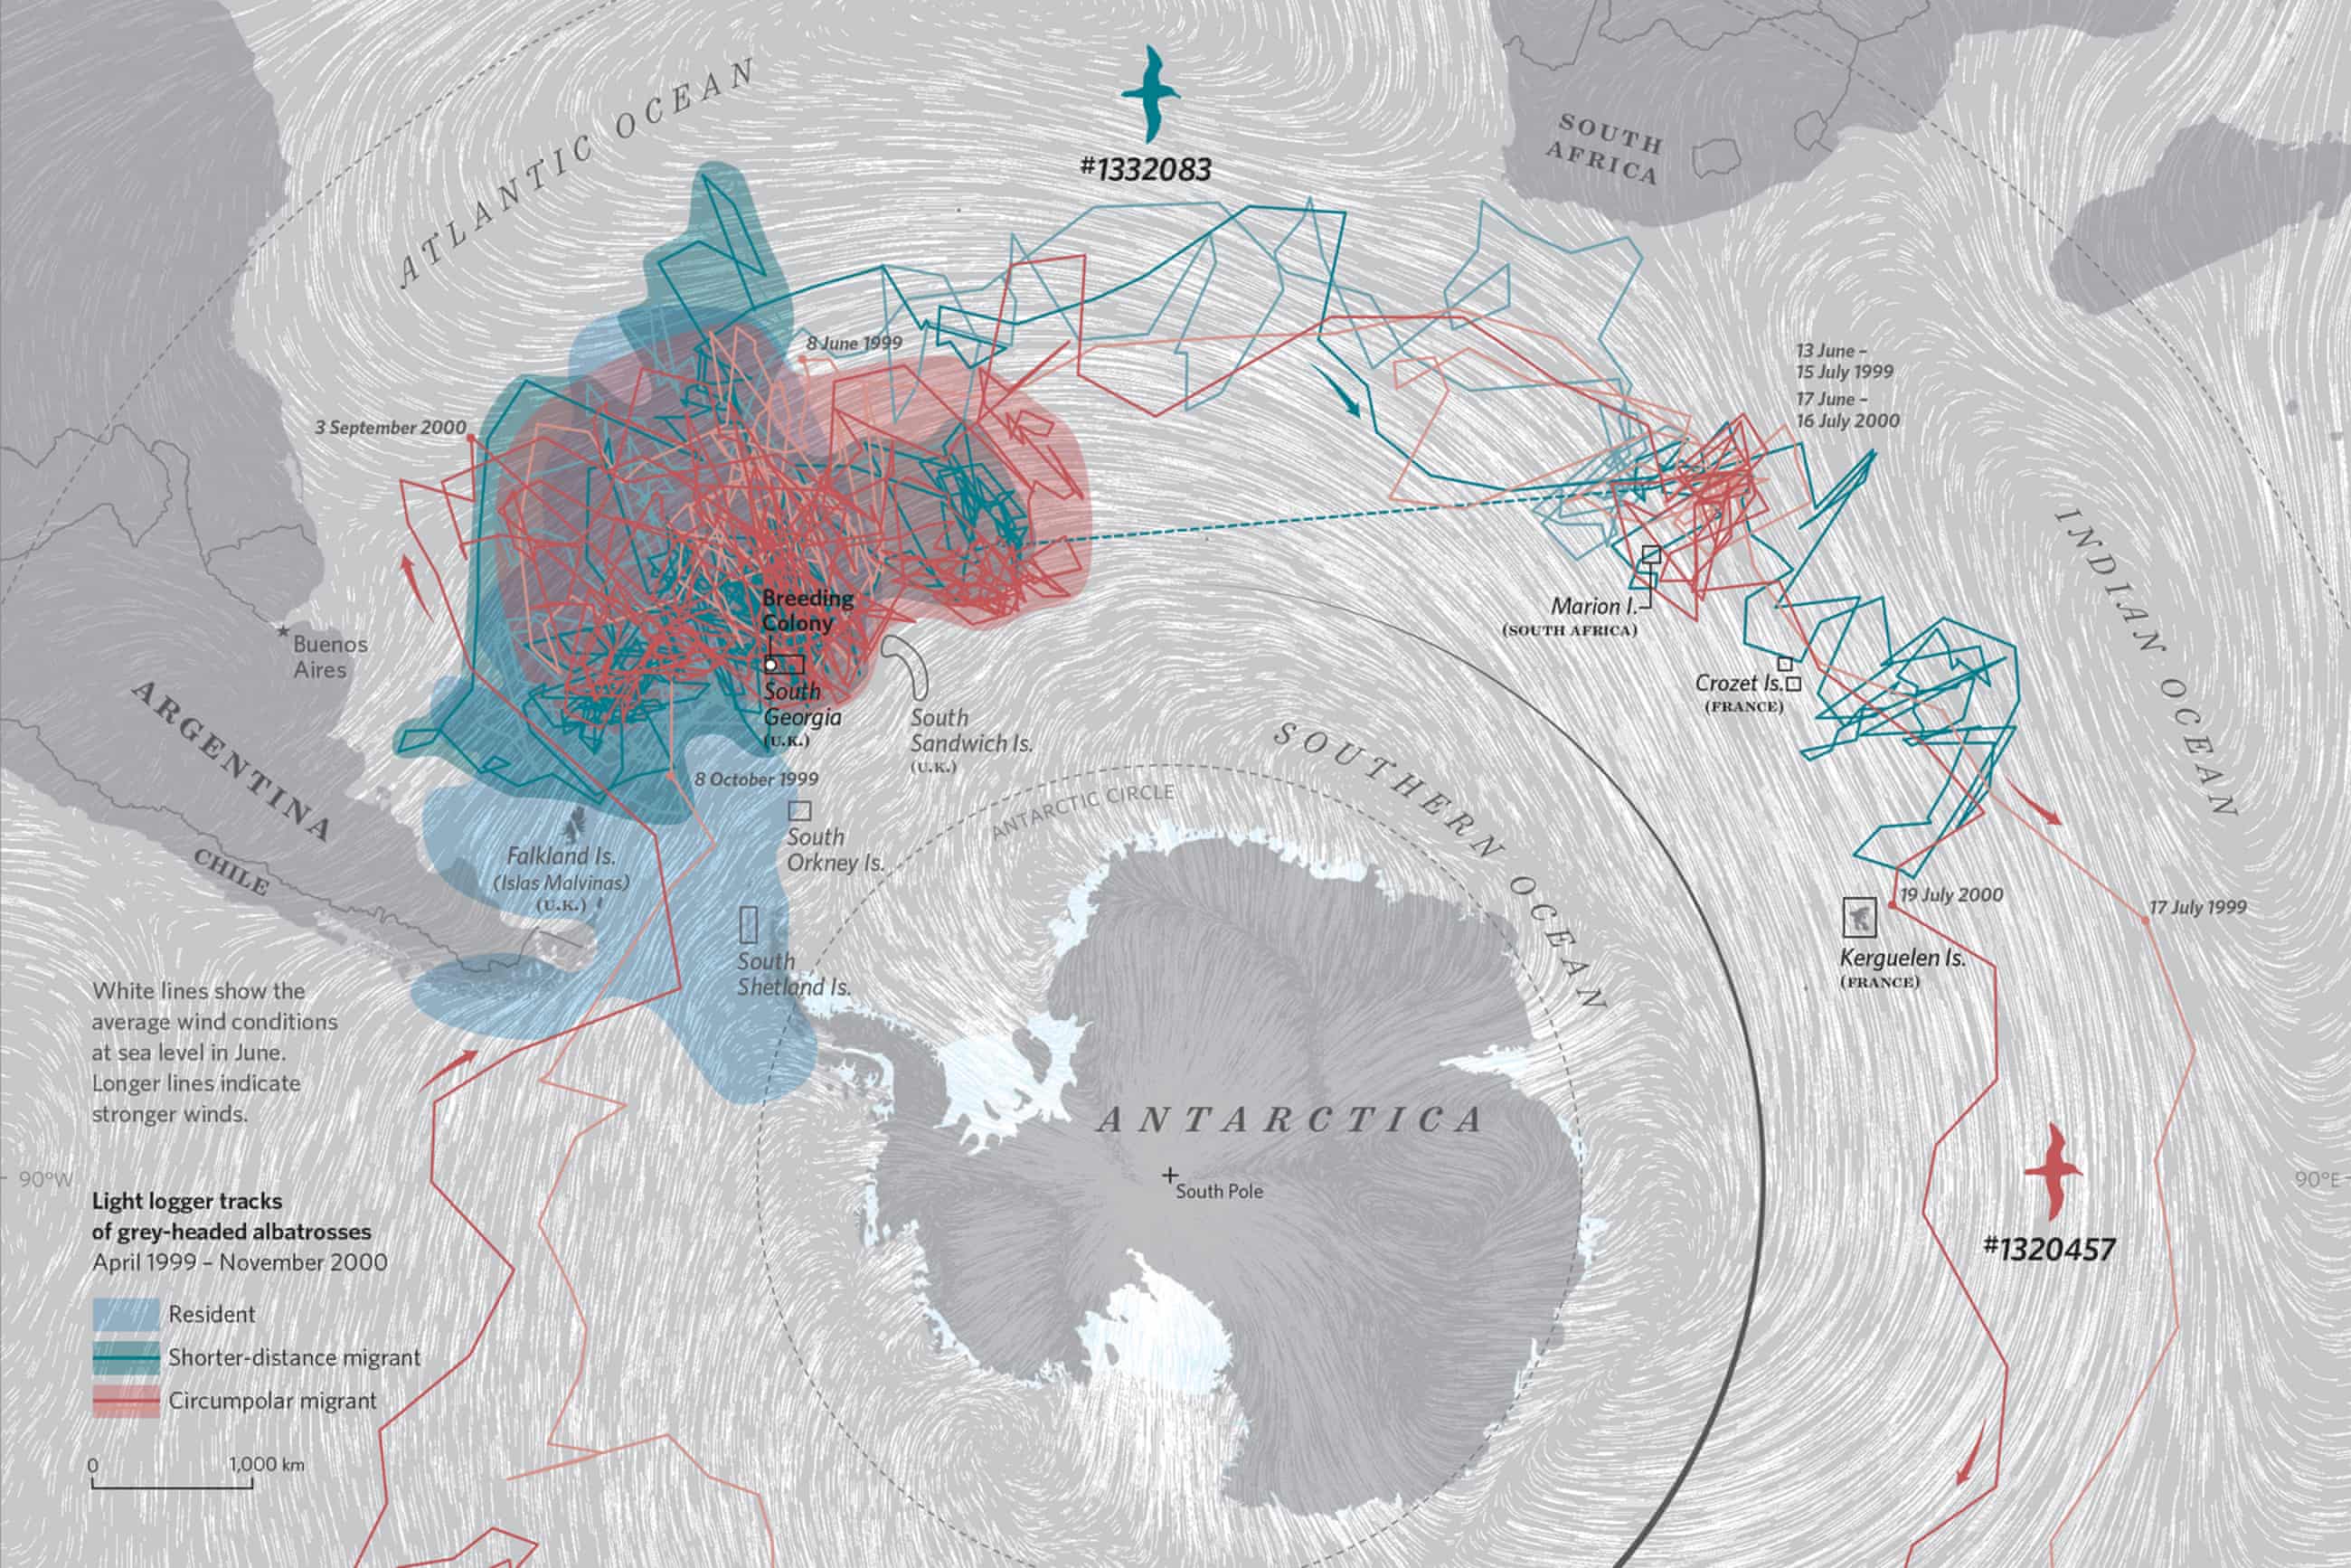 ATLANTIC OCEAN
#1332083
SOUTH
AFRICA
8 June 1999
13 June –
15 July 1999
17 June –
16 July 2000
3 September 2000
INDIAN OCEAN
Breeding
Colony
Marion I.
(SOUTH AFRICA)
Buenos
Aires
South
Georgia
(U.K.)
Crozet Is.
(FRANCE)
South
Sandwich Is.
(U.K.)
ARGENTINA
SOUTHERN OCEAN
8 October 1999
ANTARCTIC CIRCLE
South
Orkney Is.
CHILE
Falkland Is.
(Islas Malvinas)
(U.K.)
19 July 2000
17 July 1999
South
Shetland Is.
Kerguelen Is.
(FRANCE)
White lines show the
average wind conditions
at sea level in June.
Longer lines indicate
stronger winds.
ANTARCTICA
South Pole
90°W
90°E
#1320457
Light logger tracks
of grey-headed albatrosses
April 1999 – November 2000
Resident
Shorter-distance migrant
Circumpolar migrant
0 1,000 km